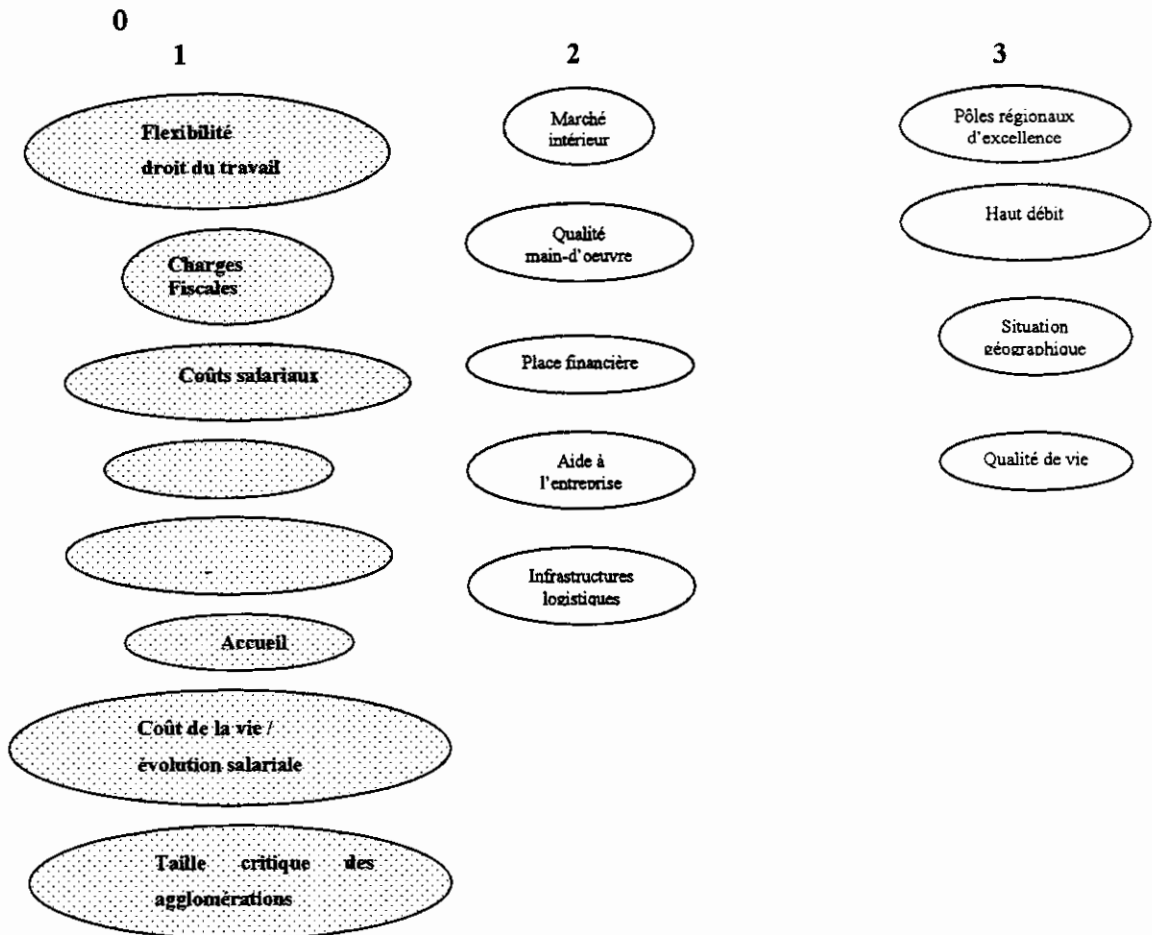 0
1
2
3
Flexibilité
droit du travail
Charges
Fiscales
Coûts salariaux
Accueil
Coût de la vie /
évolution salariale
Taille critique des
agglomérations
Marché
intérieur
Qualité
main-d'oeuvre
Place financière
Aide à
l'entreprise
Infrastructures
logistiques
Pôles régionaux
d'excellence
Haut débit
Situation
géographique
Qualité de vie